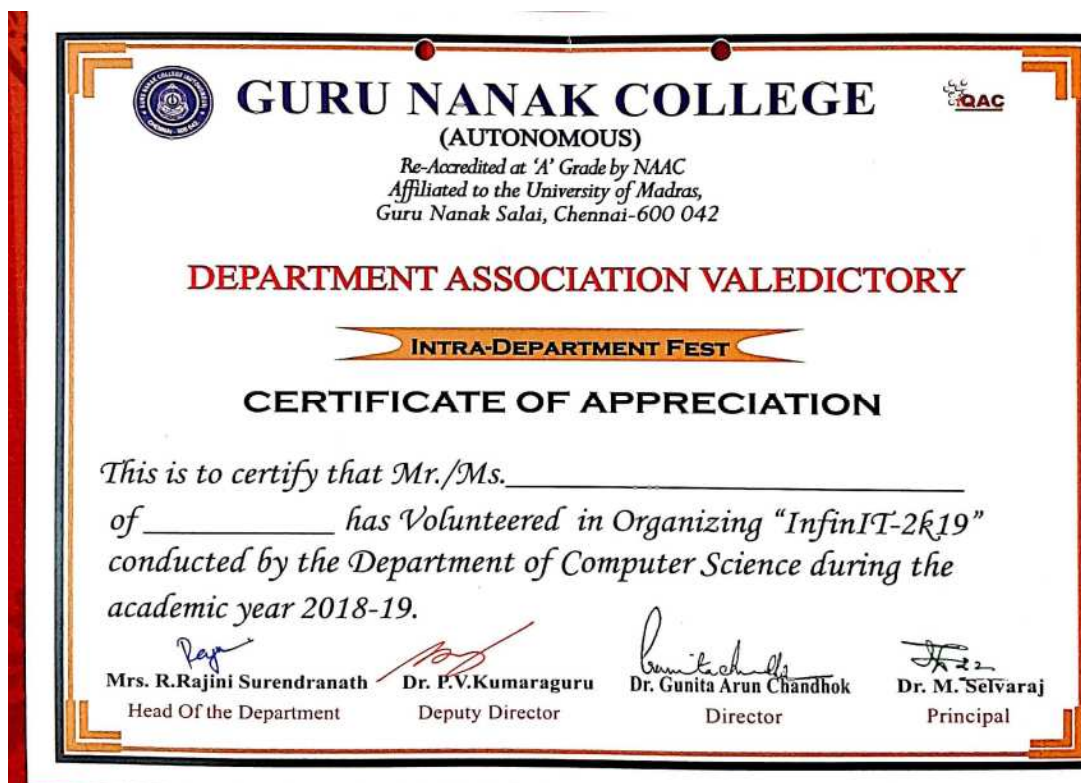 GURU NANAK COLLEGE
IQAC
(AUTONOMOUS)
Re-Accredited at ‘A’ Grade by NAAC
Affiliated to the University of Madras,
Guru Nanak Salai, Chennai-600 042
DEPARTMENT ASSOCIATION VALEDICTORY
INTRA-DEPARTMENT FEST
CERTIFICATE OF APPRECIATION
This is to certify that Mr./Ms.
of has Volunteered in Organizing “InfinIT-2k19”
conducted by the Department of Computer Science during the
academic year 2018-19.
Mrs. R.Rajini Surendranath Dr. P.V.Kumaraguru Dr. Gunita Arun Chandhok Dr. M. Selvaraj
Head Of the Department Deputy Director Director Principal